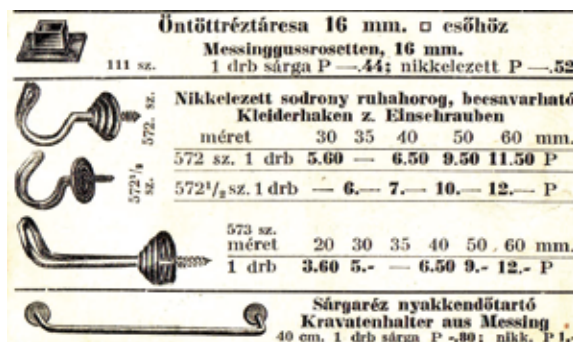 Öntöttréztárcsa 16 mm. □ csőhöz
Messinggussrosetten, 16 mm.
111 sz. 1 drb sárga P —.44; nikkelezett P —.52
Nikkelezett sodrony ruhahorog, becsavarható
Kleiderhaken z. Einschrauben
572. sz.
méret 30 35 40 50 60 mm.
572 sz. 1 drb 5.60 — 6.50 9.50 11.50 P
572¹/₂ sz.
572¹/₂ sz. 1 drb — 6.— 7.— 10.— 12.— P
573 sz.
méret 20 30 35 40 50 60 mm.
1 drb 3.60 5.- — 6.50 9.- 12.- P
Sárgaréz nyakkendőtartó
Kravatenhalter aus Messing
40 cm. 1 drb sárga P -.80; nikk. P 1.-